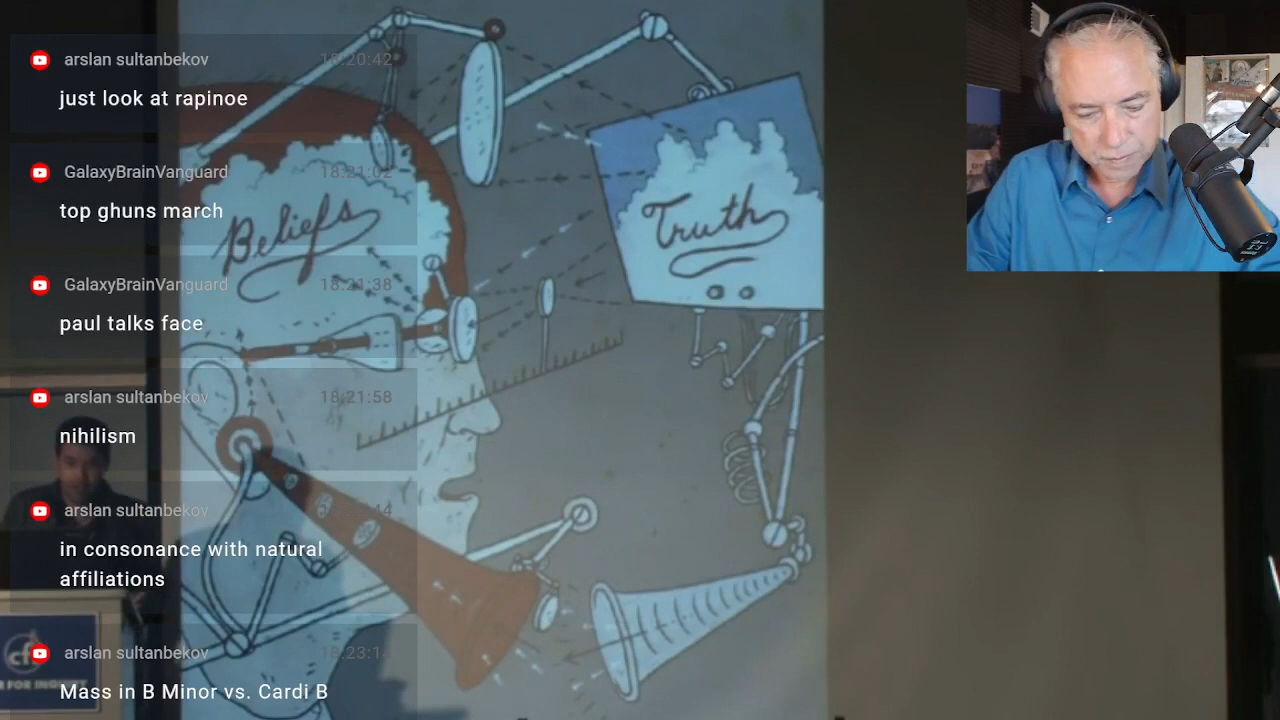 arslan sultanbekov 18:20:42
just look at rapinoe
GalaxyBrainVanguard 18:21:02
top ghuns march
Beliefs
Truth
GalaxyBrainVanguard 18:21:38
paul talks face
arslan sultanbekov 18:21:58
nihilism
arslan sultanbekov
in consonance with natural
affiliations
arslan sultanbekov
Mass in B Minor vs. Cardi B
cfi
FOR